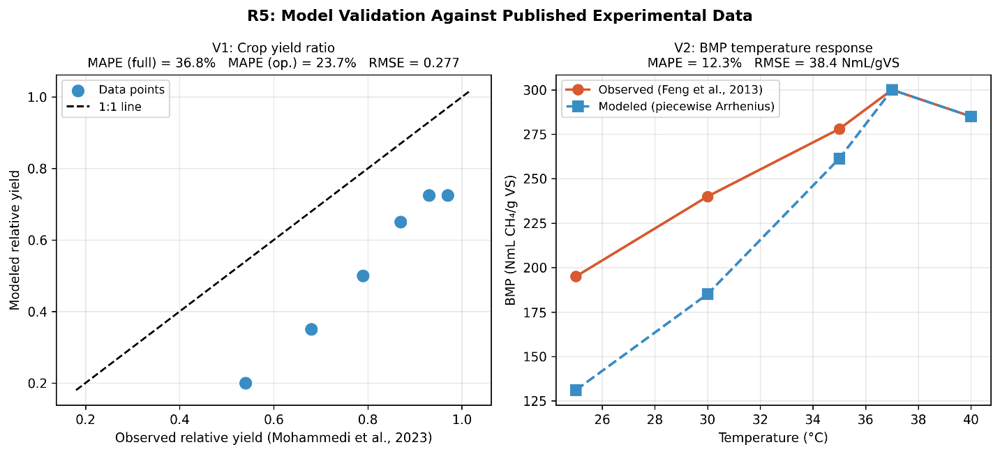 R5: Model Validation Against Published Experimental Data
V1: Crop yield ratio
MAPE (full) = 36.8%   MAPE (op.) = 23.7%   RMSE = 0.277
Data points
1:1 line
1.0
0.8
0.6
0.4
0.2
Modeled relative yield
0.2 0.4 0.6 0.8 1.0
Observed relative yield (Mohammedi et al., 2023)
V2: BMP temperature response
MAPE = 12.3%   RMSE = 38.4 NmL/gVS
Observed (Feng et al., 2013)
Modeled (piecewise Arrhenius)
300
275
250
225
200
175
150
125
BMP (NmL CH₄/g VS)
26 28 30 32 34 36 38 40
Temperature (°C)